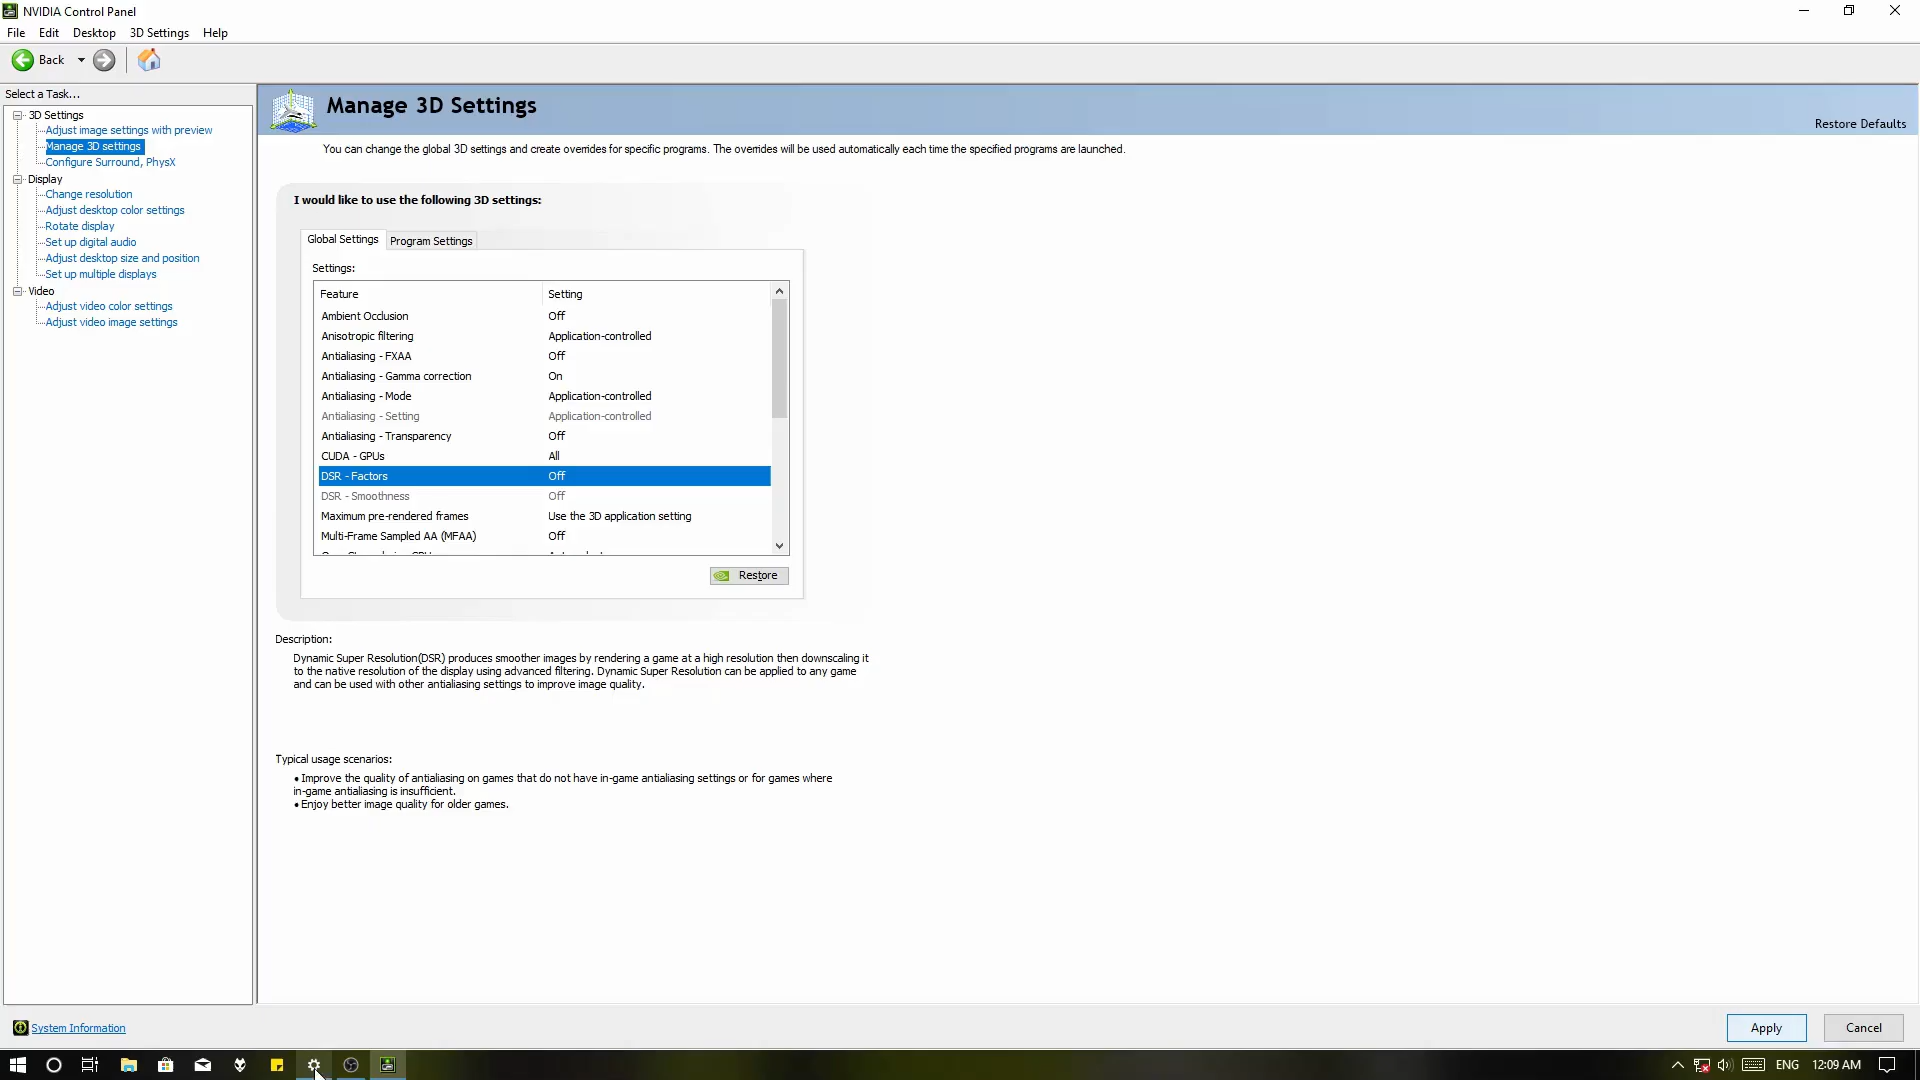 NVIDIA Control Panel
File Edit Desktop 3D Settings Help
Back
Select a Task...
3D Settings
Adjust image settings with preview
Manage 3D settings
Configure Surround, PhysX
Display
Change resolution
Adjust desktop color settings
Rotate display
Set up digital audio
Adjust desktop size and position
Set up multiple displays
Video
Adjust video color settings
Adjust video image settings
Manage 3D Settings
Restore Defaults
You can change the global 3D settings and create overrides for specific programs. The overrides will be used automatically each time the specified programs are launched.
I would like to use the following 3D settings:
Global Settings Program Settings
Settings:
Feature Setting
Ambient Occlusion Off
Anisotropic filtering Application-controlled
Antialiasing - FXAA Off
Antialiasing - Gamma correction On
Antialiasing - Mode Application-controlled
Antialiasing - Setting Application-controlled
Antialiasing - Transparency Off
CUDA - GPUs All
DSR - Factors Off
DSR - Smoothness Off
Maximum pre-rendered frames Use the 3D application setting
Multi-Frame Sampled AA (MFAA) Off
Restore
Description:
Dynamic Super Resolution(DSR) produces smoother images by rendering a game at a high resolution then downscaling it
to the native resolution of the display using advanced filtering. Dynamic Super Resolution can be applied to any game
and can be used with other antialiasing settings to improve image quality.
Typical usage scenarios:
• Improve the quality of antialiasing on games that do not have in-game antialiasing settings or for games where
in-game antialiasing is insufficient.
• Enjoy better image quality for older games.
System Information
Apply Cancel
ENG 12:09 AM